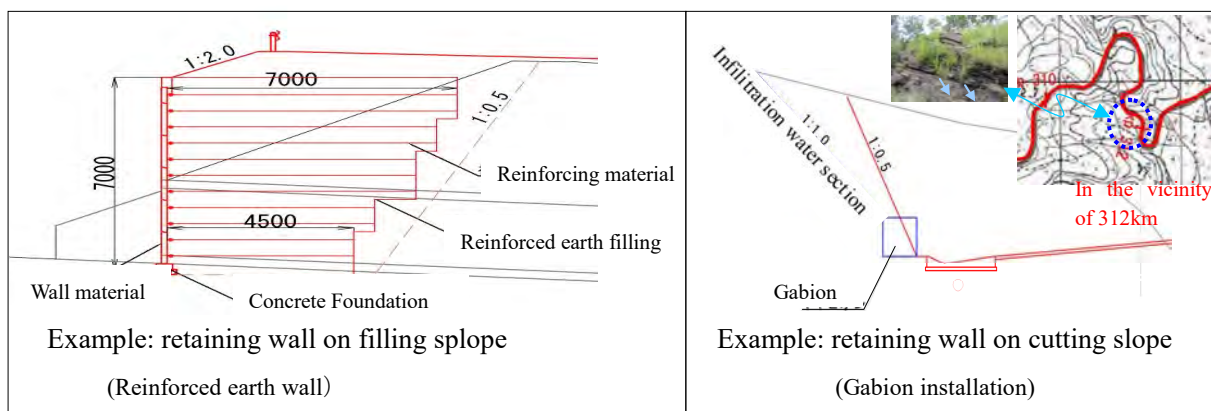 1:2.0
7000
1:0.5
7000
Reinforcing material
4500
Reinforced earth filling
Wall material
Concrete Foundation
Example: retaining wall on filling splope
(Reinforced earth wall)
Infilitration water section
1:1.0
1:0.5
310
312
In the vicinity
of 312km
Gabion
Example: retaining wall on cutting slope
(Gabion installation)